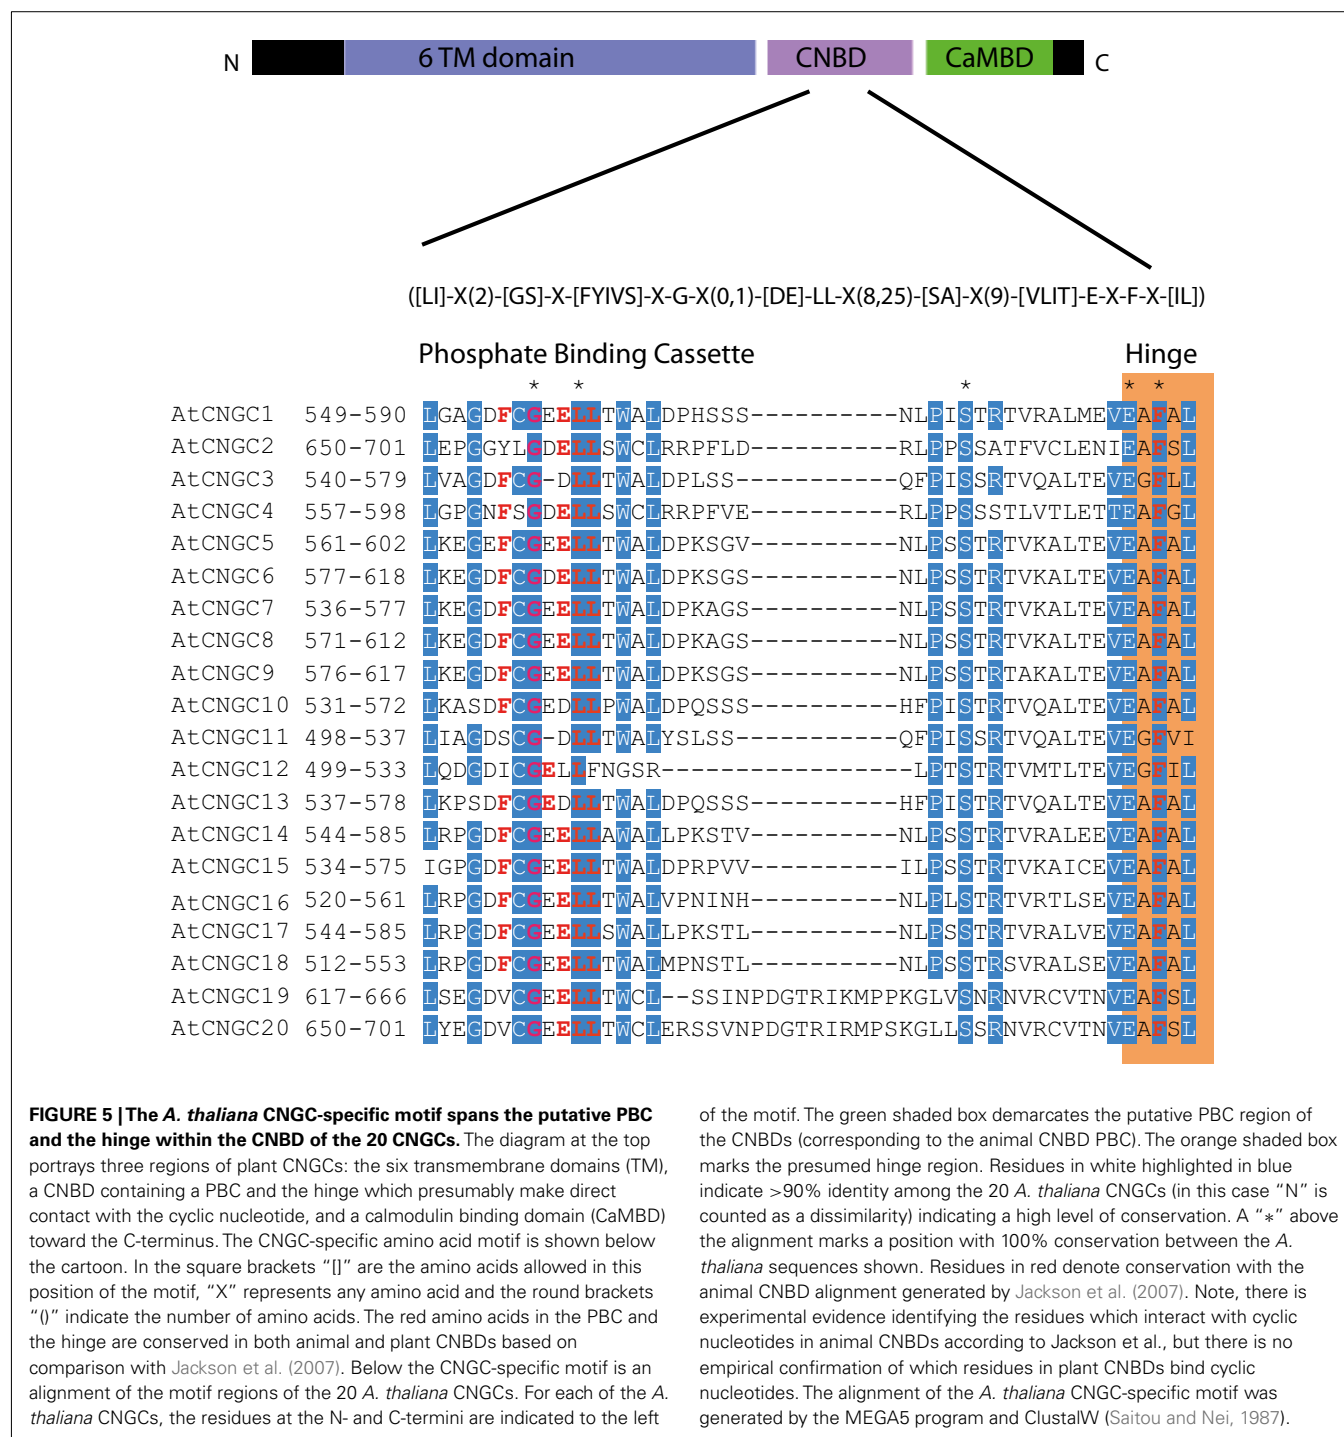 N 6 TM domain CNBD CaMBD C
([LI]-X(2)-[GS]-X-[FYIVS]-X-G-X(0,1)-[DE]-LL-X(8,25)-[SA]-X(9)-[VLIT]-E-X-F-X-[IL])
Phosphate Binding Cassette Hinge
* * * * *
AtCNGC1 549-590 LGAGDFCGEELLTWALDPHSSS----------NLPISTRTVRALMEVEAFAL
AtCNGC2 650-701 LEPGGYLGDELLSWCLRRPFLD----------RLPPSSATFVCLENIEAFSL
AtCNGC3 540-579 LVAGDFCG-DLLTWALDPLSS-----------QFPISSRTVQALTEVEGFLL
AtCNGC4 557-598 LGPGNFSGDELLSWCLRRPFVE----------RLPPSSSTLVTLETTEAFGL
AtCNGC5 561-602 LKEGEFCGEELLTWALDPKSGV----------NLPSSTRTVKALTEVEAFAL
AtCNGC6 577-618 LKEGDFCGDELLTWALDPKSGS----------NLPSSTRTVKALTEVEAFAL
AtCNGC7 536-577 LKEGDFCGEELLTWALDPKAGS----------NLPSSTRTVKALTEVEAFAL
AtCNGC8 571-612 LKEGDFCGEELLTWALDPKAGS----------NLPSSTRTVKALTEVEAFAL
AtCNGC9 576-617 LKEGDFCGEELLTWALDPKSGS----------NLPSSTRTAKALTEVEAFAL
AtCNGC10 531-572 LKASDFCGEDLLPWALDPQSSS----------HFPISTRTVQALTEVEAFAL
AtCNGC11 498-537 LIAGDSCG-DLLTWALYSLSS-----------QFPISSRTVQALTEVEGFVI
AtCNGC12 499-533 LQDGDICGELLFNGSR-----------------LPTSTRTVMTLTEVEGFIL
AtCNGC13 537-578 LKPSDFCGEDLLTWALDPQSSS----------HFPISTRTVQALTEVEAFAL
AtCNGC14 544-585 LRPGDFCGEELLAWALLPKSTV----------NLPSSTRTVRALEEVEAFAL
AtCNGC15 534-575 IGPGDFCGEELLTWALDPRPVV----------ILPSSTRTVKAICEVEAFAL
AtCNGC16 520-561 LRPGDFCGEELLTWALVPNINH----------NLPLSTRTVRTLSEVEAFAL
AtCNGC17 544-585 LRPGDFCGEELLSWALLPKSTL----------NLPSSTRTVRALVEVEAFAL
AtCNGC18 512-553 LRPGDFCGEELLTWALMPNSTL----------NLPSSTRSVRALSEVEAFAL
AtCNGC19 617-666 LSEGDVCGEELLTWCL--SSINPDGTRIKMPPKGLVSNRNVRCVTNVEAFSL
AtCNGC20 650-701 LYEGDVCGEELLTWCLERSSVNPDGTRIRMPSKGLLSSRNVRCVTNVEAFSL
FIGURE 5 | The A. thaliana CNGC-specific motif spans the putative PBC
and the hinge within the CNBD of the 20 CNGCs. The diagram at the top
portrays three regions of plant CNGCs: the six transmembrane domains (TM),
a CNBD containing a PBC and the hinge which presumably make direct
contact with the cyclic nucleotide, and a calmodulin binding domain (CaMBD)
toward the C-terminus. The CNGC-specific amino acid motif is shown below
the cartoon. In the square brackets “[]” are the amino acids allowed in this
position of the motif, “X” represents any amino acid and the round brackets
“()” indicate the number of amino acids. The red amino acids in the PBC and
the hinge are conserved in both animal and plant CNBDs based on
comparison with Jackson et al. (2007). Below the CNGC-specific motif is an
alignment of the motif regions of the 20 A. thaliana CNGCs. For each of the A.
thaliana CNGCs, the residues at the N- and C-termini are indicated to the left
of the motif. The green shaded box demarcates the putative PBC region of
the CNBDs (corresponding to the animal CNBD PBC). The orange shaded box
marks the presumed hinge region. Residues in white highlighted in blue
indicate >90% identity among the 20 A. thaliana CNGCs (in this case “N” is
counted as a dissimilarity) indicating a high level of conservation. A “*” above
the alignment marks a position with 100% conservation between the A.
thaliana sequences shown. Residues in red denote conservation with the
animal CNBD alignment generated by Jackson et al. (2007). Note, there is
experimental evidence identifying the residues which interact with cyclic
nucleotides in animal CNBDs according to Jackson et al., but there is no
empirical confirmation of which residues in plant CNBDs bind cyclic
nucleotides. The alignment of the A. thaliana CNGC-specific motif was
generated by the MEGA5 program and ClustalW (Saitou and Nei, 1987).